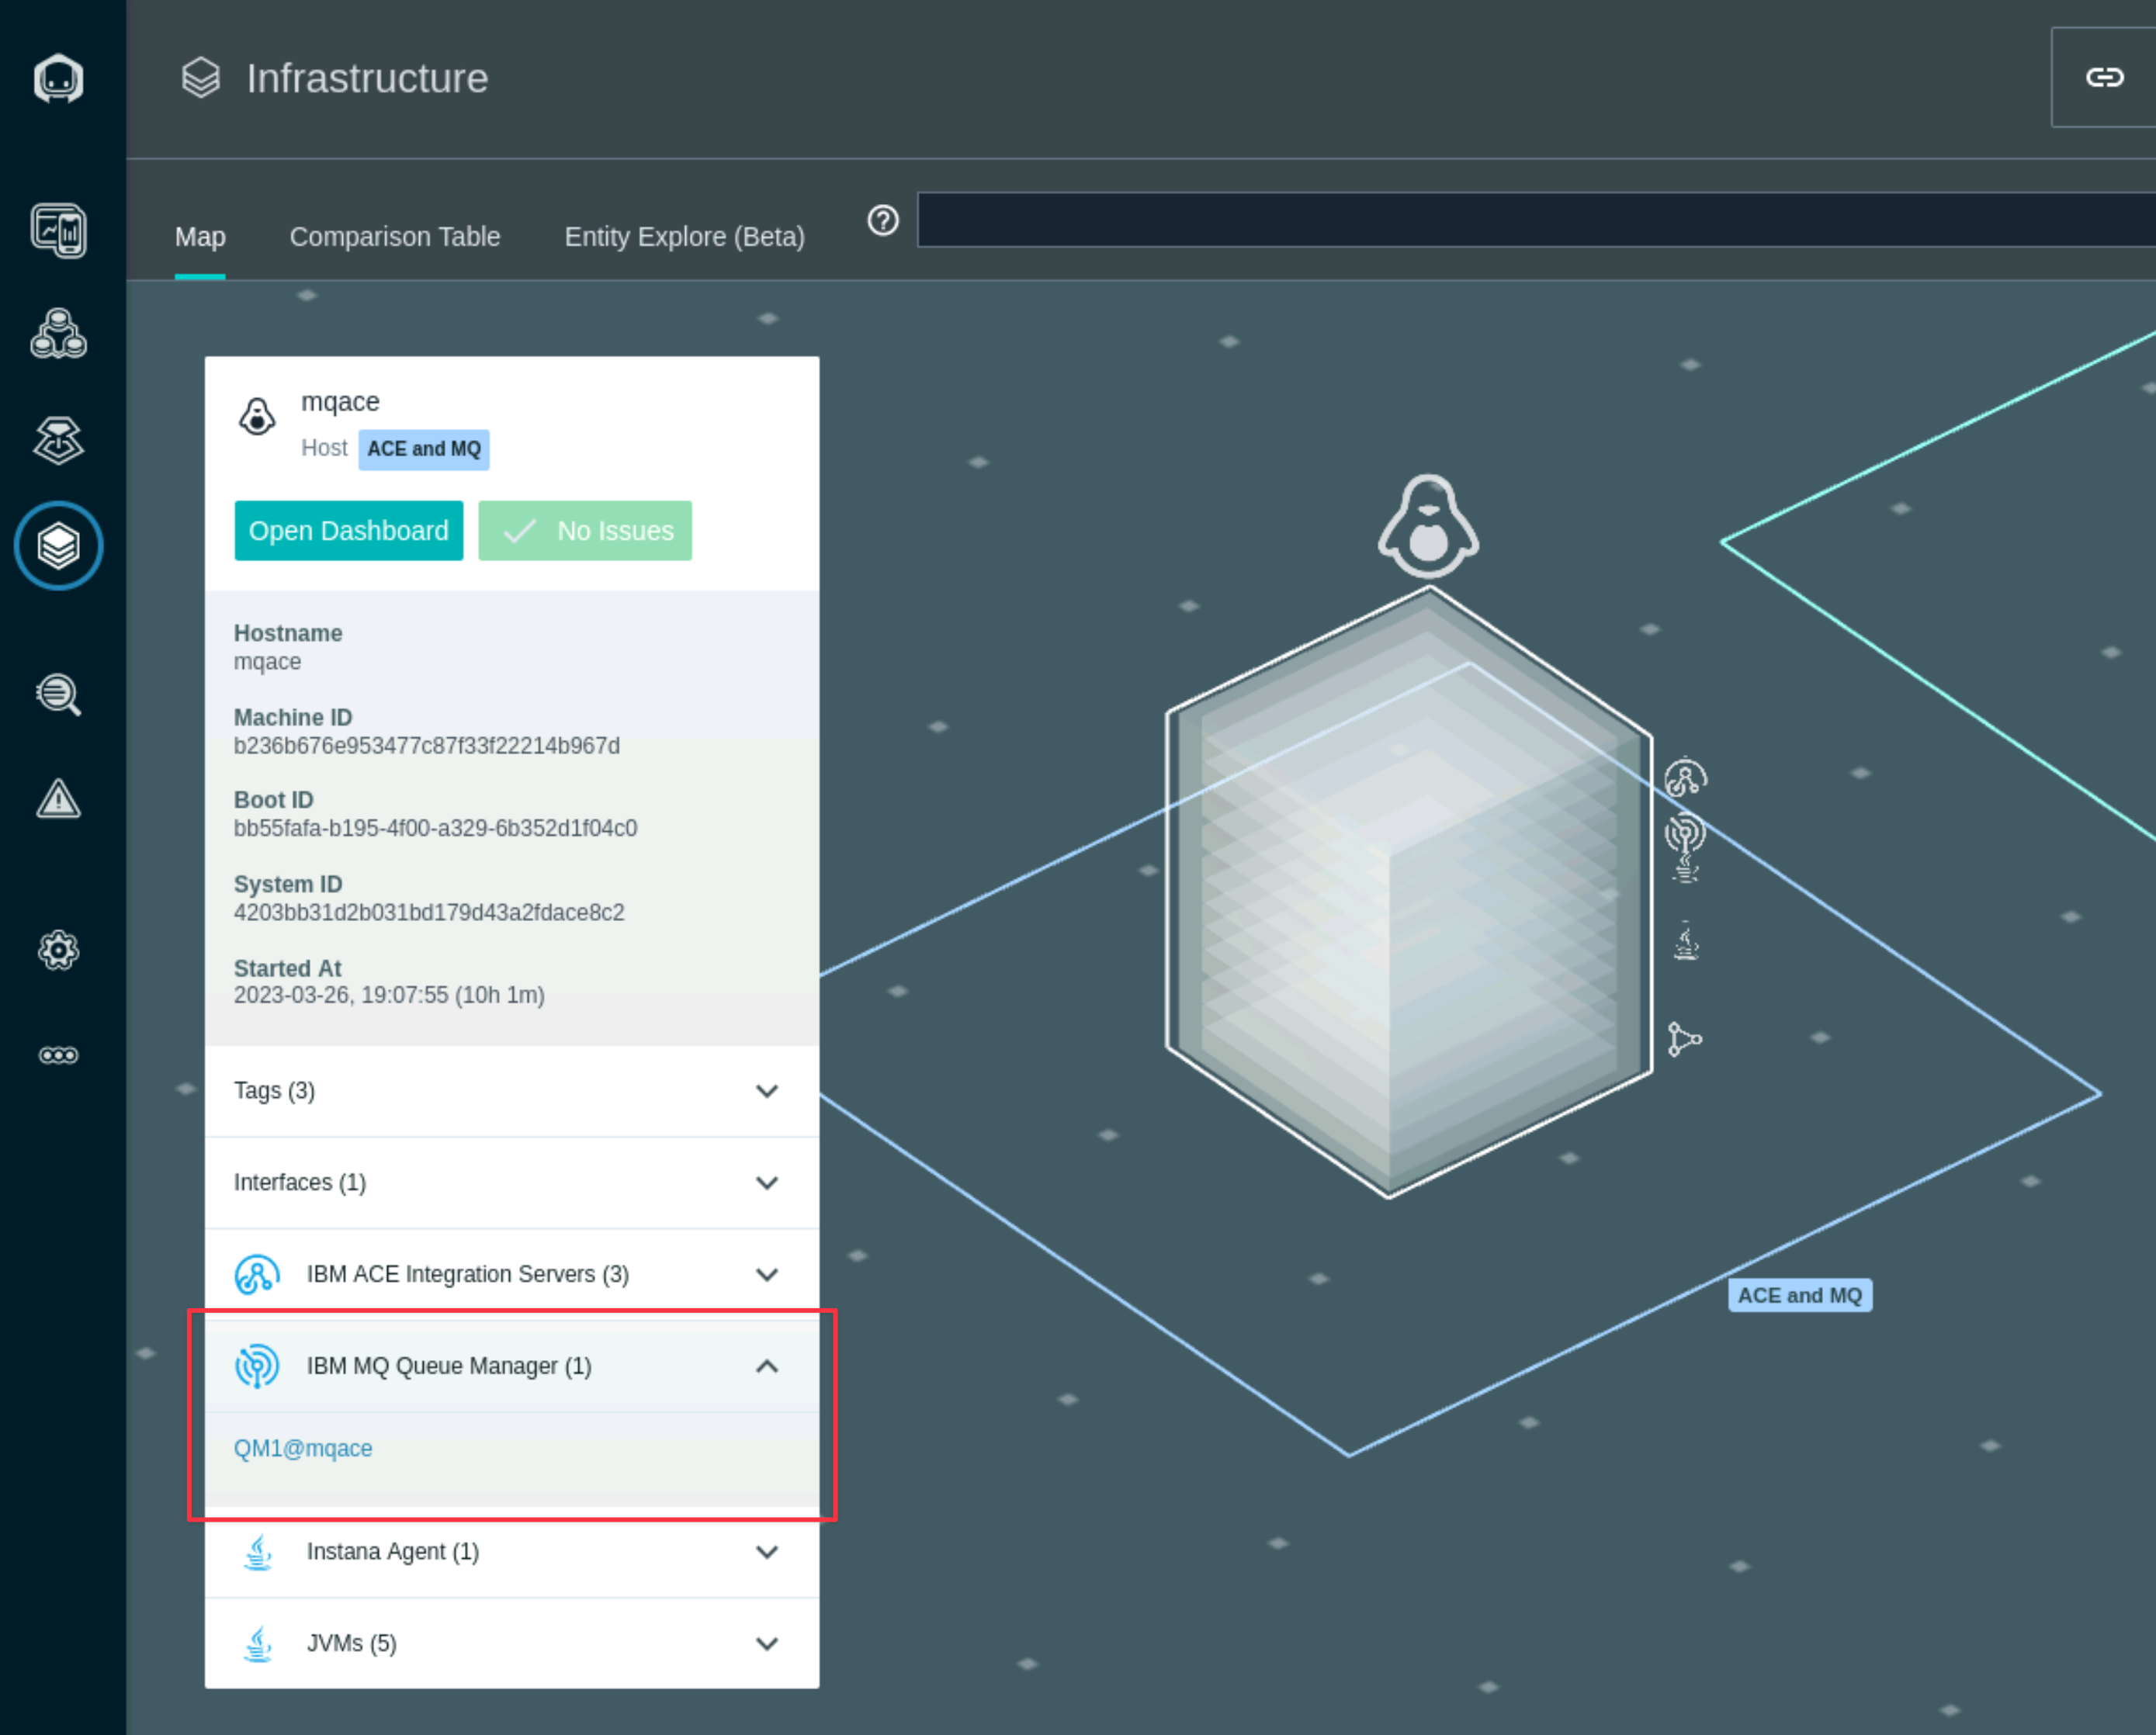 Infrastructure
Map
Comparison Table
Entity Explore (Beta)
mqace
Host ACE and MQ
Open Dashboard
No Issues
Hostname
mqace
Machine ID
b236b676e953477c87f33f22214b967d
Boot ID
bb55fafa-b195-4f00-a329-6b352d1f04c0
System ID
4203bb31d2b031bd179d43a2fdace8c2
Started At
2023-03-26, 19:07:55 (10h 1m)
Tags (3)
Interfaces (1)
IBM ACE Integration Servers (3)
IBM MQ Queue Manager (1)
QM1@mqace
Instana Agent (1)
JVMs (5)
ACE and MQ